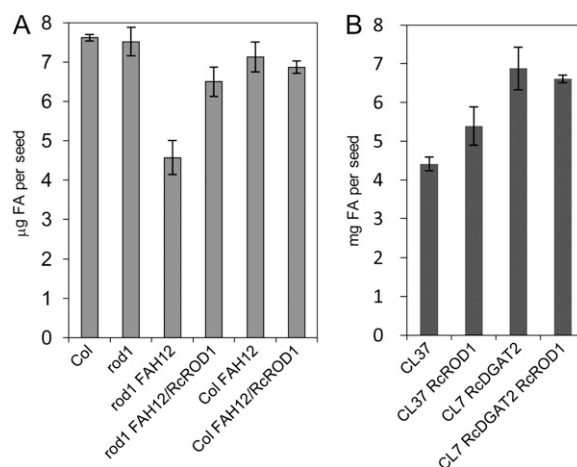 A
8
7
6
5
4
3
2
1
0
µg FA per seed
Col
rod1
rod1 FAH12
rod1 FAH12/RcROD1
Col FAH12
Col FAH12/RcROD1
B
8
7
6
5
4
3
2
1
0
mg FA per seed
CL37
CL37 RcROD1
CL7 RcDGAT2
CL7 RcDGAT2 RcROD1